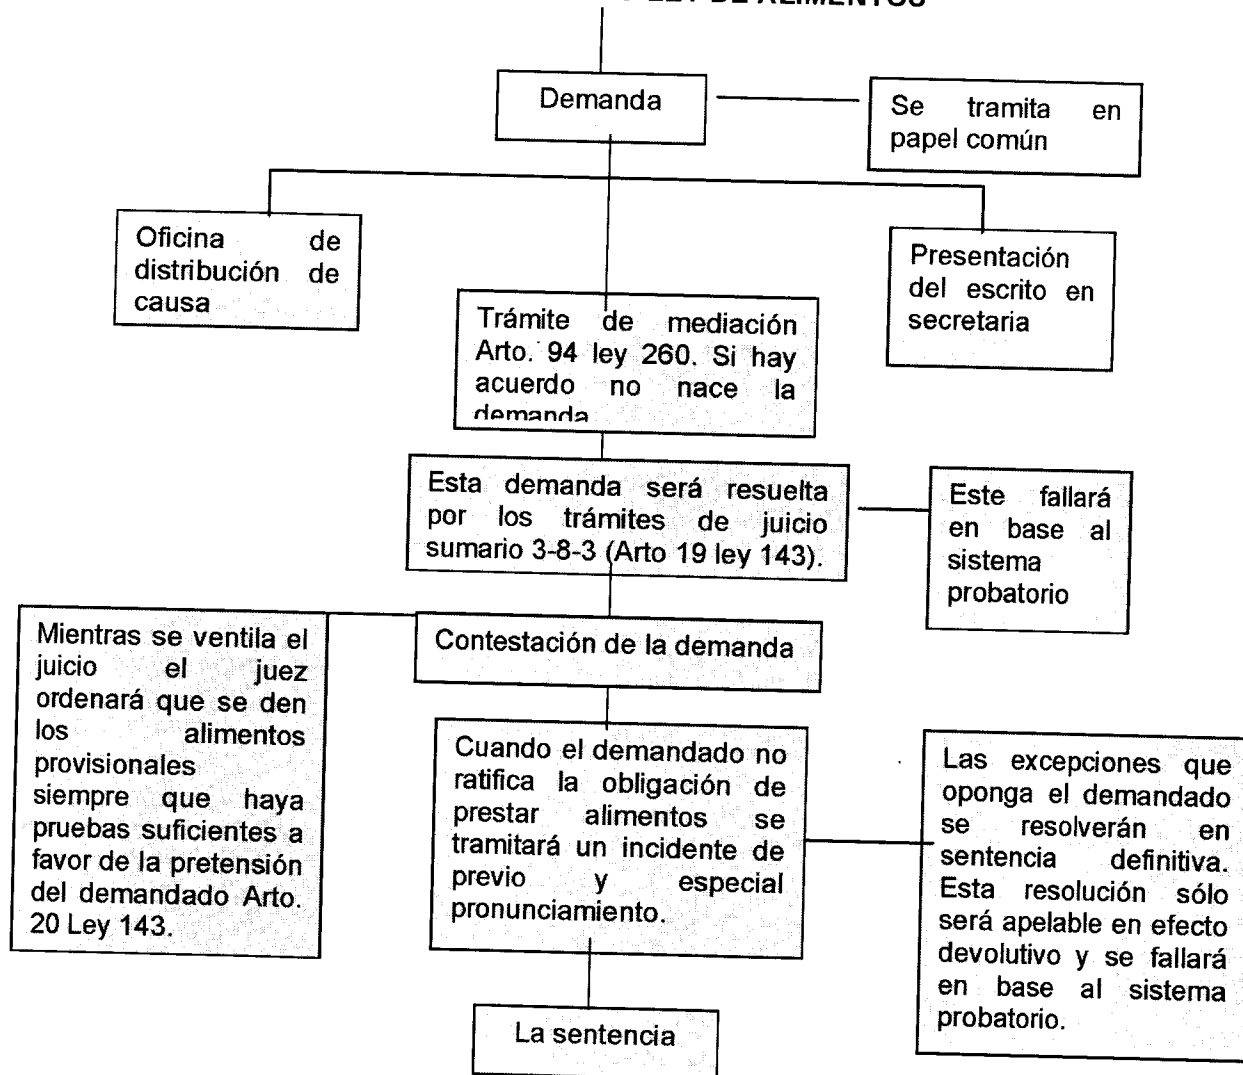 LEY DE ALIMENTOS
Demanda
Se tramita en
papel común
Oficina de
distribución de
causa
Presentación
del escrito en
secretaria
Trámite de mediación
Arto. 94 ley 260. Si hay
acuerdo no nace la
demanda
Esta demanda será resuelta
por los trámites de juicio
sumario 3-8-3 (Arto 19 ley 143).
Este fallará
en base al
sistema
probatorio
Contestación de la demanda
Mientras se ventila el
juicio el juez
ordenará que se den
los alimentos
provisionales
siempre que haya
pruebas suficientes a
favor de la pretensión
del demandado Arto.
20 Ley 143.
Cuando el demandado no
ratifica la obligación de
prestar alimentos se
tramitará un incidente de
previo y especial
pronunciamiento.
Las excepciones que
oponga el demandado
se resolverán en
sentencia definitiva.
Esta resolución sólo
será apelable en efecto
devolutivo y se fallará
en base al sistema
probatorio.
La sentencia